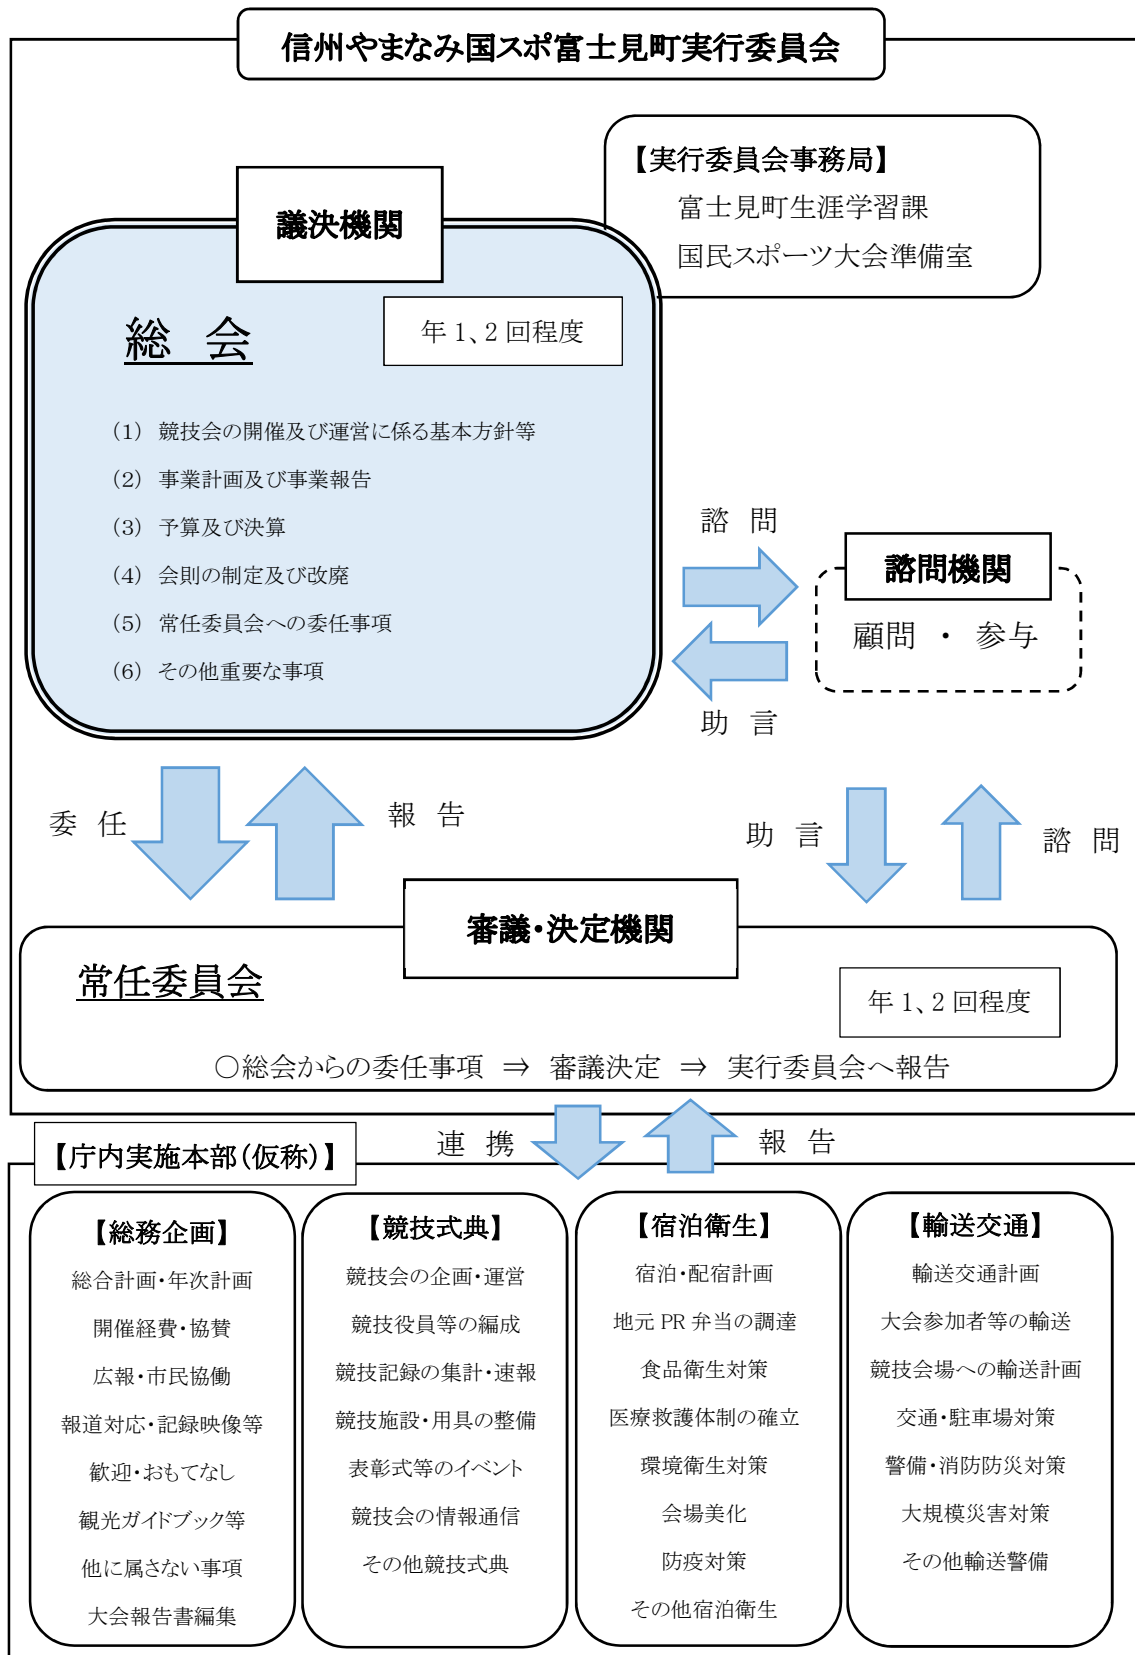 信州やまなみ国スポ富士見町実行委員会
【実行委員会事務局】
富士見町生涯学習課
国民スポーツ大会準備室
議決機関
総 会
年 1、2 回程度
(1) 競技会の開催及び運営に係る基本方針等
(2) 事業計画及び事業報告
(3) 予算及び決算
(4) 会則の制定及び改廃
(5) 常任委員会への委任事項
(6) その他重要な事項
諮 問
諮問機関
顧問 ・ 参与
助 言
委 任
報 告
助 言
諮 問
審議・決定機関
常任委員会
年 1、2 回程度
○総会からの委任事項 ⇒ 審議決定 ⇒ 実行委員会へ報告
連 携
報 告
【庁内実施本部(仮称)】
【総務企画】
総合計画・年次計画
開催経費・協賛
広報・市民協働
報道対応・記録映像等
歓迎・おもてなし
観光ガイドブック等
他に属さない事項
大会報告書編集
【競技式典】
競技会の企画・運営
競技役員等の編成
競技記録の集計・速報
競技施設・用具の整備
表彰式等のイベント
競技会の情報通信
その他競技式典
【宿泊衛生】
宿泊・配宿計画
地元 PR 弁当の調達
食品衛生対策
医療救護体制の確立
環境衛生対策
会場美化
防疫対策
その他宿泊衛生
【輸送交通】
輸送交通計画
大会参加者等の輸送
競技会場への輸送計画
交通・駐車場対策
警備・消防防災対策
大規模災害対策
その他輸送警備